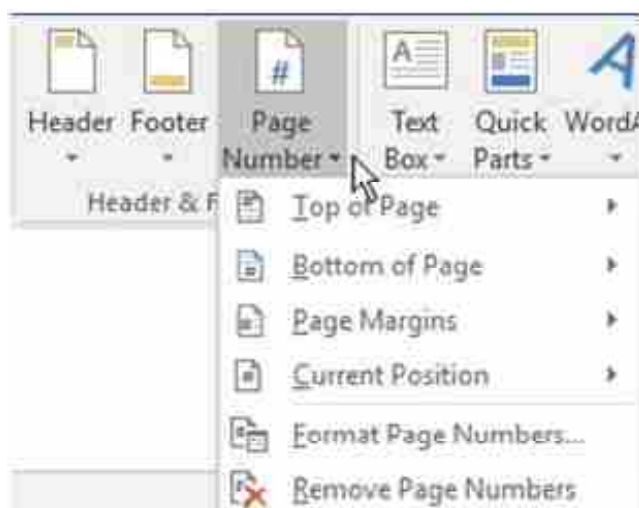 Header Footer Page Text Quick
Number Box Parts
Header & F
Top of Page
Bottom of Page
Page Margins
Current Position
Format Page Numbers...
Remove Page Numbers
#
A